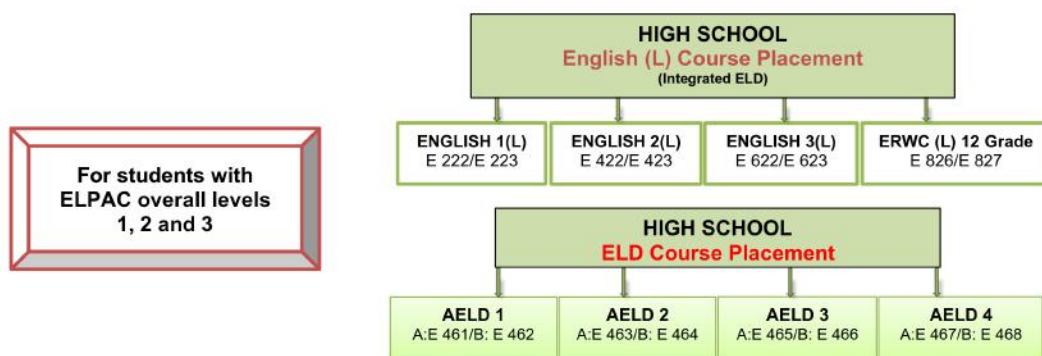 HIGH SCHOOL
English (L) Course Placement
(Integrated ELD)
ENGLISH 1(L)
E 222/E 223
ENGLISH 2(L)
E 422/E 423
ENGLISH 3(L)
E 622/E 623
ERWC (L) 12 Grade
E 826/E 827
For students with
ELPAC overall levels
1, 2 and 3
HIGH SCHOOL
ELD Course Placement
AELD 1
A:E 461/B: E 462
AELD 2
A:E 463/B: E 464
AELD 3
A:E 465/B: E 466
AELD 4
A:E 467/B: E 468